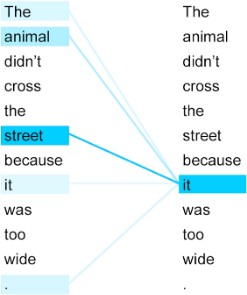 The The
animal animal
didn't didn't
cross cross
the the
street street
because because
it it
was was
too too
wide wide
. .